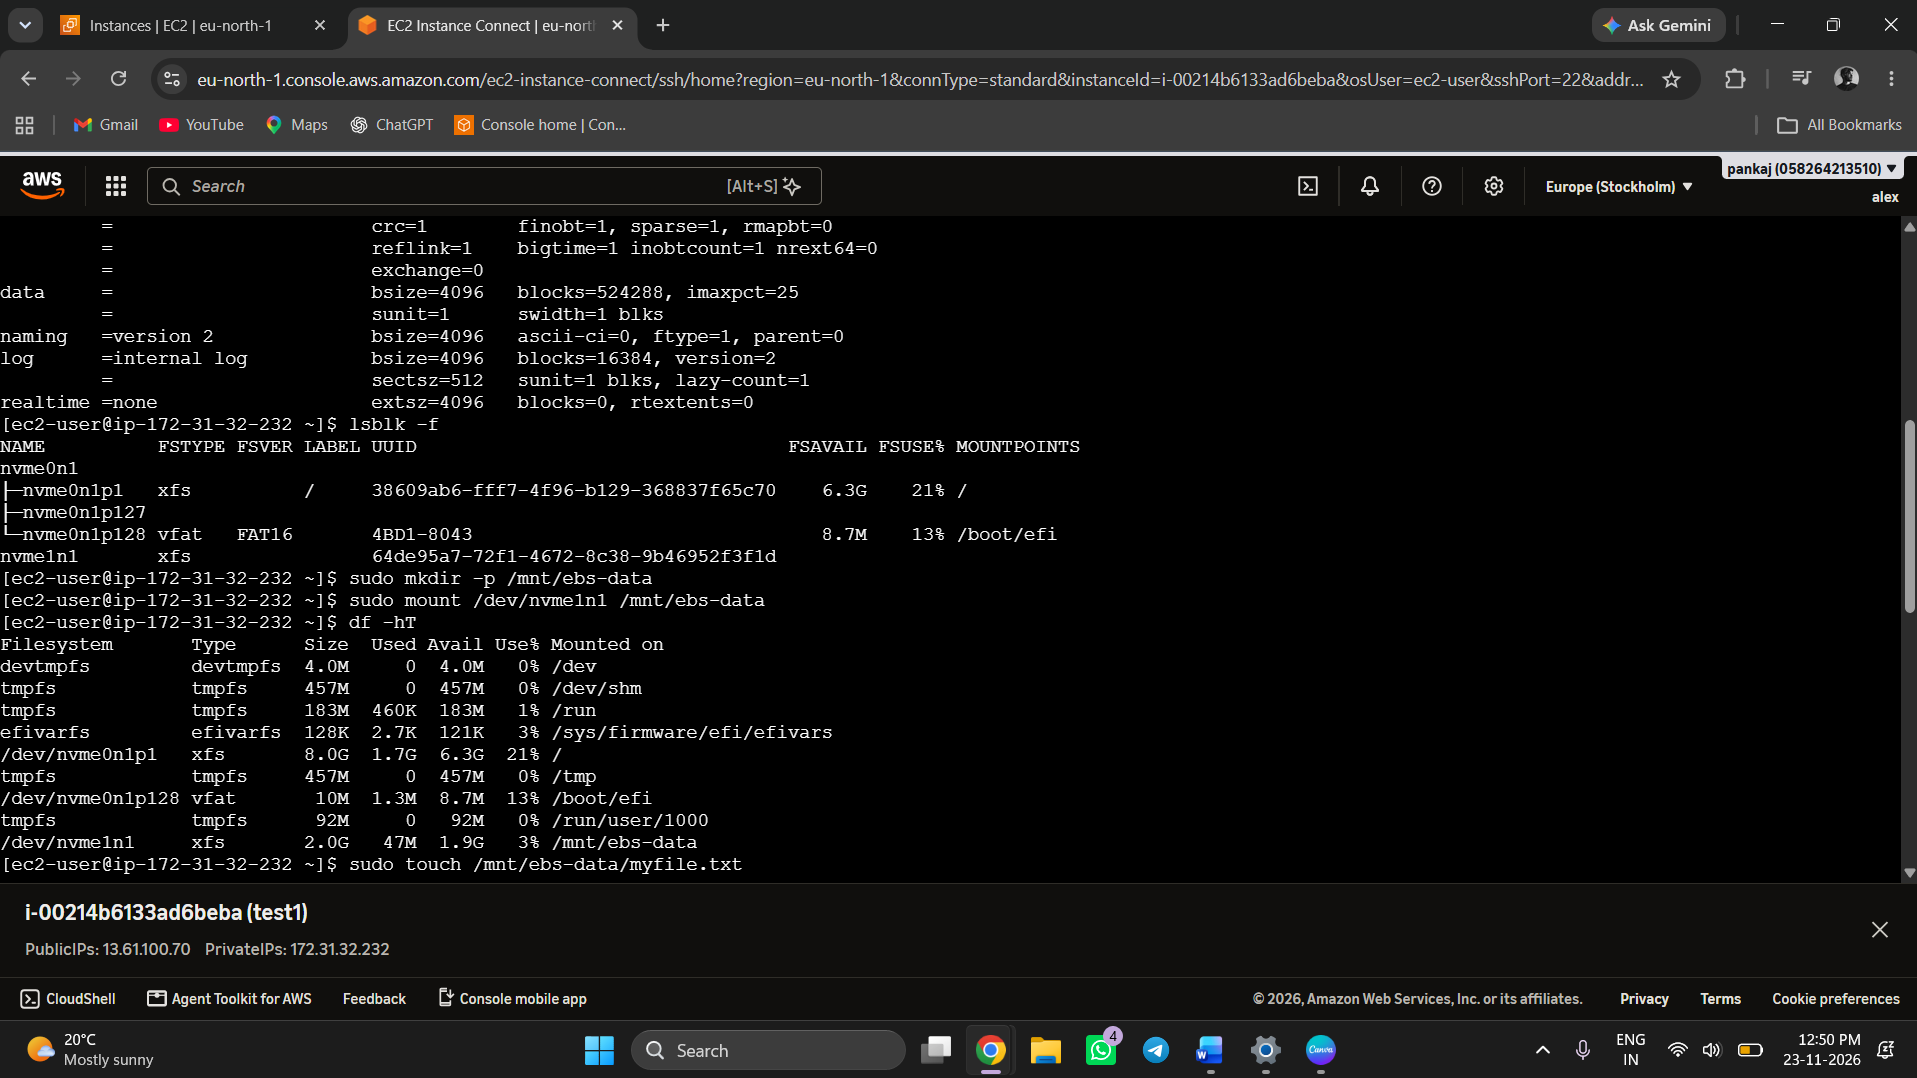 Instances | EC2 | eu-north-1
EC2 Instance Connect | eu-nort
Ask Gemini
eu-north-1.console.aws.amazon.com/ec2-instance-connect/ssh/home?region=eu-north-1&connType=standard&instanceId=i-00214b6133ad6beba&osUser=ec2-user&sshPort=22&addr...
Gmail YouTube Maps ChatGPT Console home | Con... All Bookmarks
aws Search [Alt+S] Europe (Stockholm) pankaj (058264213510)
alex
= crc=1 finobt=1, sparse=1, rmapbt=0
= reflink=1 bigtime=1 inobtcount=1 nrext64=0
= exchange=0
data = bsize=4096 blocks=524288, imaxpct=25
= sunit=1 swidth=1 blks
naming =version 2 bsize=4096 ascii-ci=0, ftype=1, parent=0
log =internal log bsize=4096 blocks=16384, version=2
= sectsz=512 sunit=1 blks, lazy-count=1
realtime =none extsz=4096 blocks=0, rtextents=0
[ec2-user@ip-172-31-32-232 ~]$ lsblk -f
NAME FSTYPE FSVER LABEL UUID FSAVAIL FSUSE% MOUNTPOINTS
nvme0n1
├─nvme0n1p1 xfs / 38609ab6-fff7-4f96-b129-368837f65c70 6.3G 21% /
├─nvme0n1p127
└─nvme0n1p128 vfat FAT16 4BD1-8043 8.7M 13% /boot/efi
nvme1n1 xfs 64de95a7-72f1-4672-8c38-9b46952f3f1d
[ec2-user@ip-172-31-32-232 ~]$ sudo mkdir -p /mnt/ebs-data
[ec2-user@ip-172-31-32-232 ~]$ sudo mount /dev/nvme1n1 /mnt/ebs-data
[ec2-user@ip-172-31-32-232 ~]$ df -hT
Filesystem Type Size Used Avail Use% Mounted on
devtmpfs devtmpfs 4.0M 0 4.0M 0% /dev
tmpfs tmpfs 457M 0 457M 0% /dev/shm
tmpfs tmpfs 183M 460K 183M 1% /run
efivarfs efivarfs 128K 2.7K 121K 3% /sys/firmware/efi/efivars
/dev/nvme0n1p1 xfs 8.0G 1.7G 6.3G 21% /
tmpfs tmpfs 457M 0 457M 0% /tmp
/dev/nvme0n1p128 vfat 10M 1.3M 8.7M 13% /boot/efi
tmpfs tmpfs 92M 0 92M 0% /run/user/1000
/dev/nvme1n1 xfs 2.0G 47M 1.9G 3% /mnt/ebs-data
[ec2-user@ip-172-31-32-232 ~]$ sudo touch /mnt/ebs-data/myfile.txt
i-00214b6133ad6beba (test1)
PublicIPs: 13.61.100.70 PrivateIPs: 172.31.32.232
CloudShell Agent Toolkit for AWS Feedback Console mobile app © 2026, Amazon Web Services, Inc. or its affiliates. Privacy Terms Cookie preferences
20°C
Mostly sunny
Search
4
W
Canva
ENG
IN
12:50 PM
23-11-2026